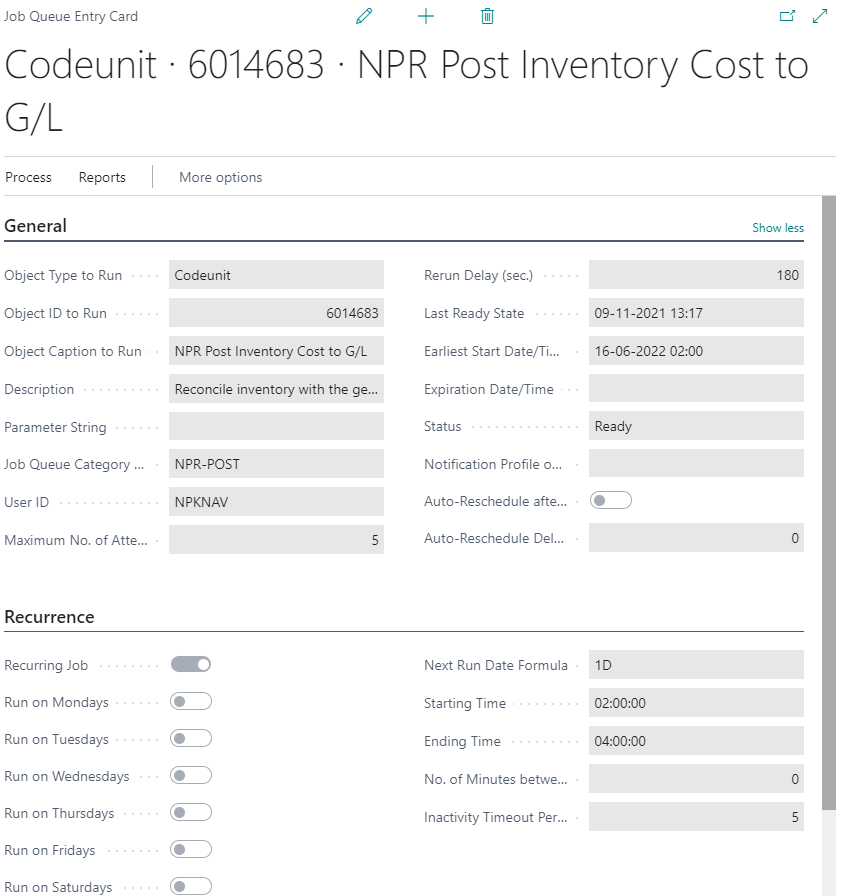 Job Queue Entry Card
Codeunit · 6014683 · NPR Post Inventory Cost to
G/L
Process Reports More options
General Show less
Object Type to Run Codeunit
Object ID to Run 6014683
Object Caption to Run NPR Post Inventory Cost to G/L
Description Reconcile inventory with the ge...
Parameter String
Job Queue Category ... NPR-POST
User ID NPKNAV
Maximum No. of Atte... 5
Rerun Delay (sec.) 180
Last Ready State 09-11-2021 13:17
Earliest Start Date/Ti... 16-06-2022 02:00
Expiration Date/Time
Status Ready
Notification Profile o...
Auto-Reschedule afte...
Auto-Reschedule Del... 0
Recurrence
Recurring Job
Run on Mondays
Run on Tuesdays
Run on Wednesdays
Run on Thursdays
Run on Fridays
Run on Saturdays
Next Run Date Formula 1D
Starting Time 02:00:00
Ending Time 04:00:00
No. of Minutes betwe... 0
Inactivity Timeout Per... 5